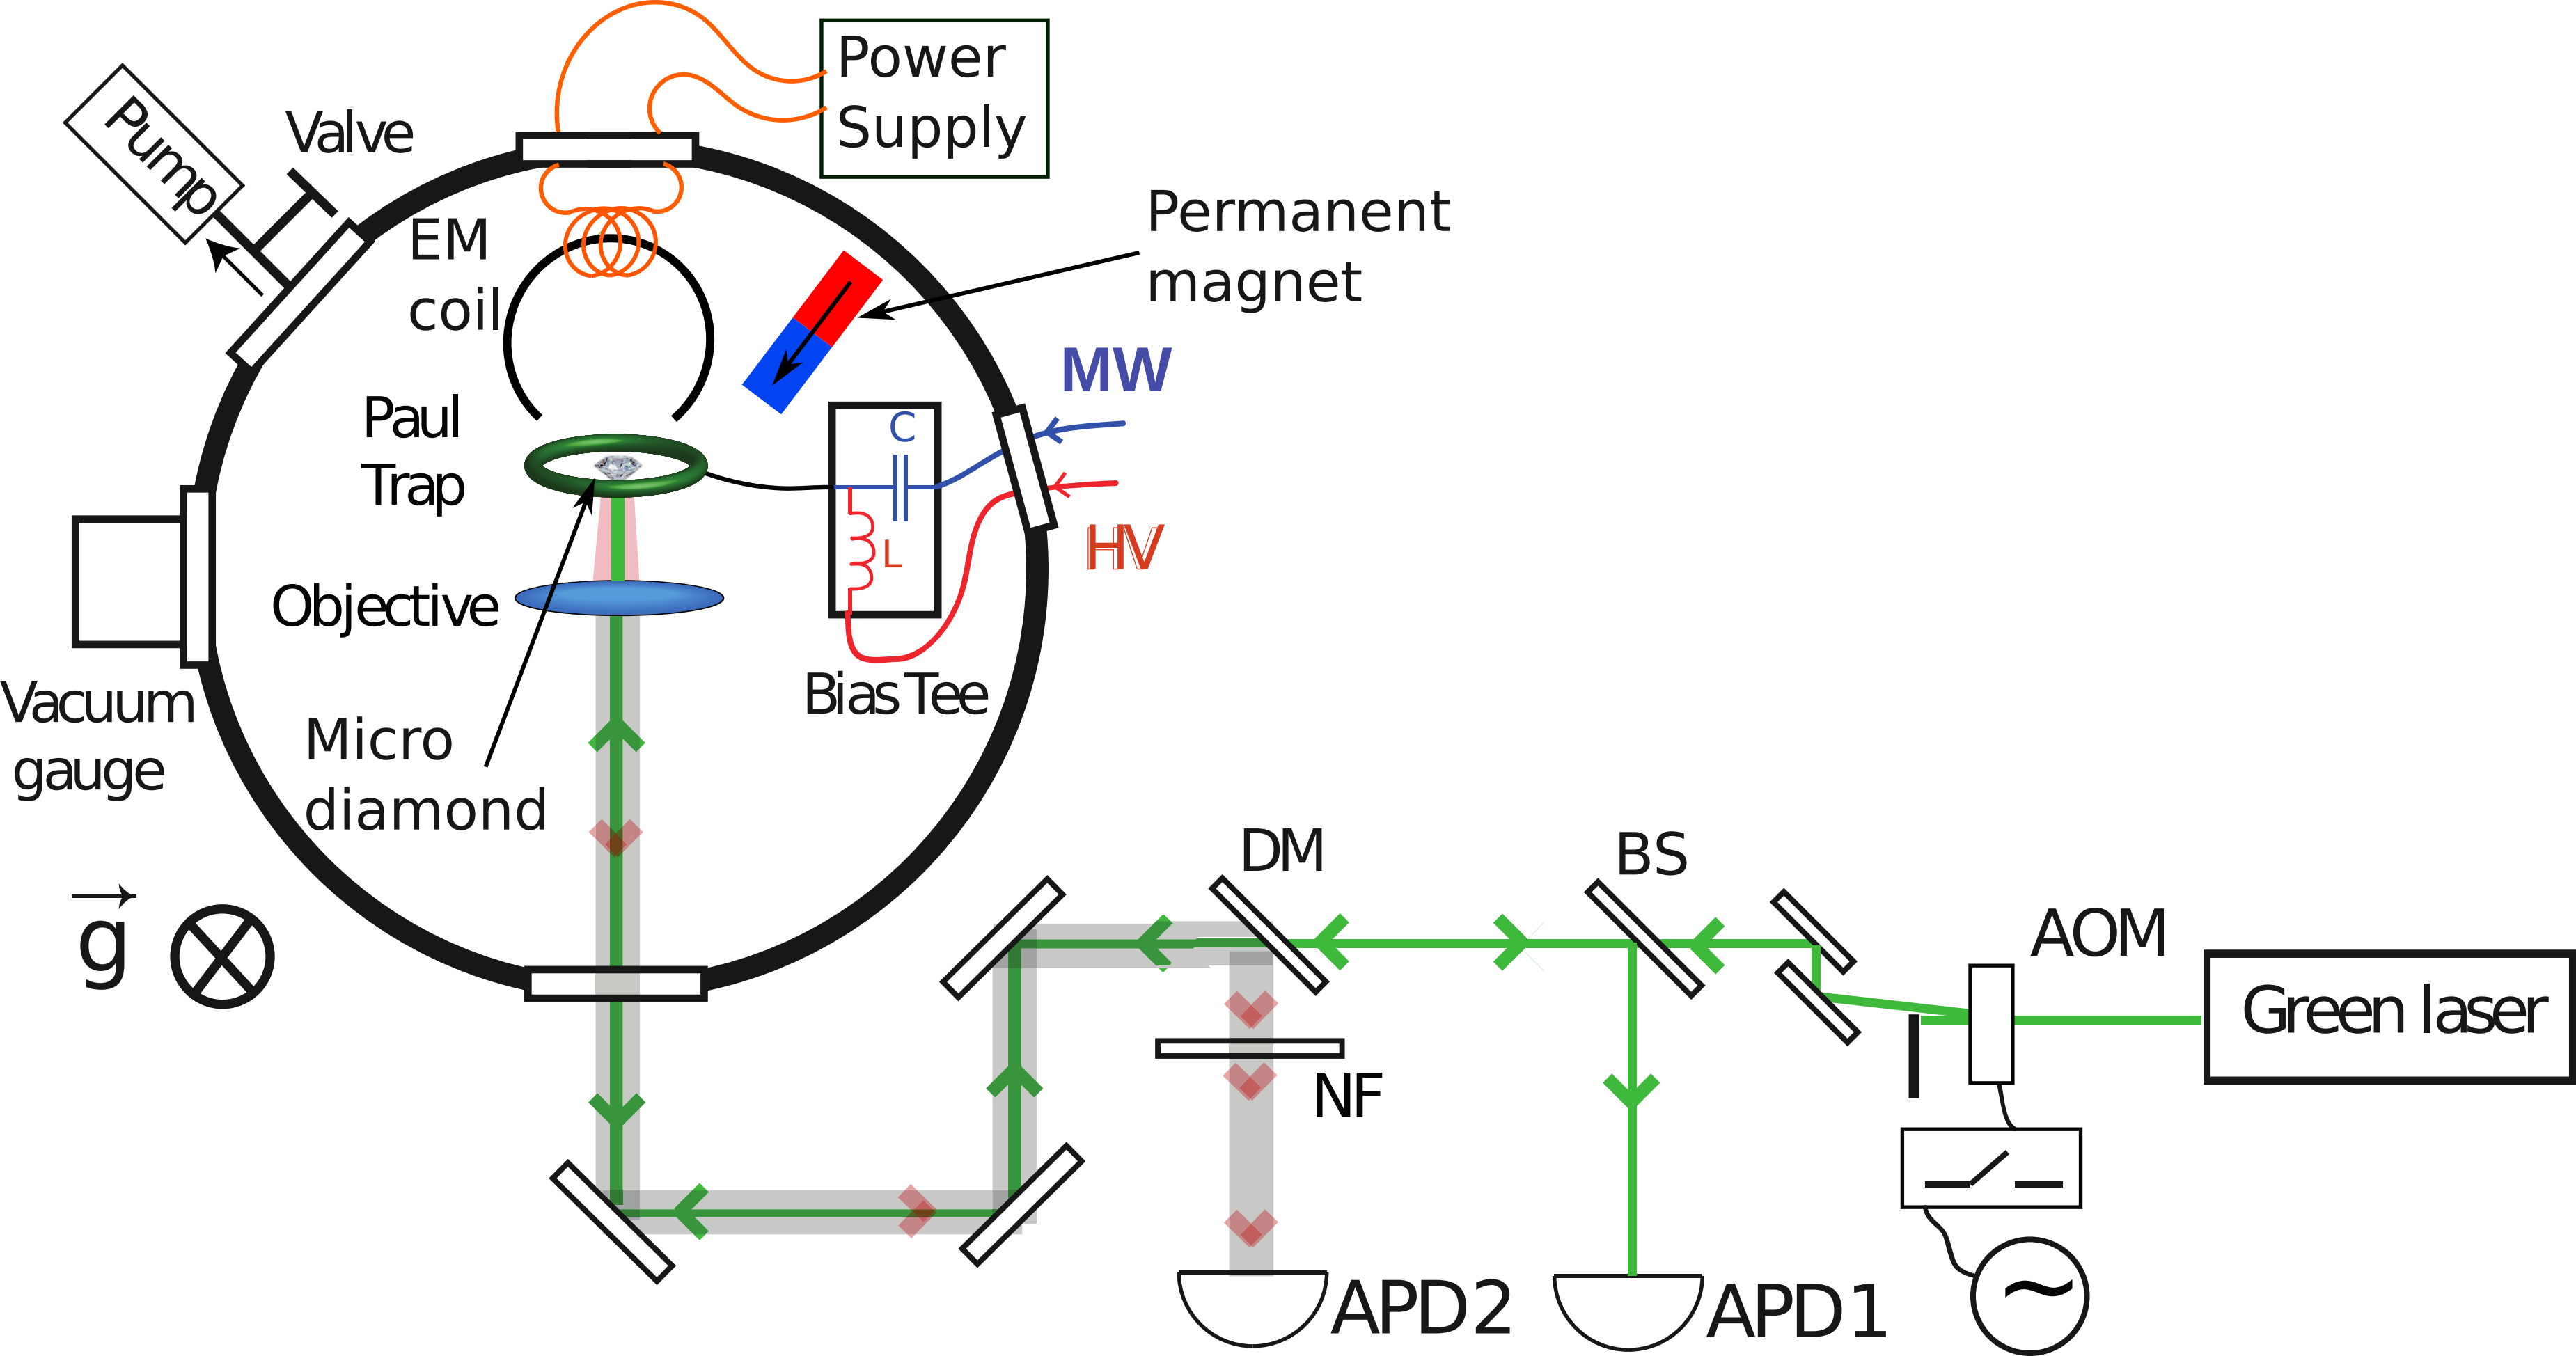 Power
Supply
Pump
Valve
EM
coil
Permanent
magnet
MW
Paul
Trap
C
L
HV
Objective
Bias Tee
Vacuum
gauge
Micro
diamond
g
DM
BS
AOM
Green laser
NF
APD2
APD1
~